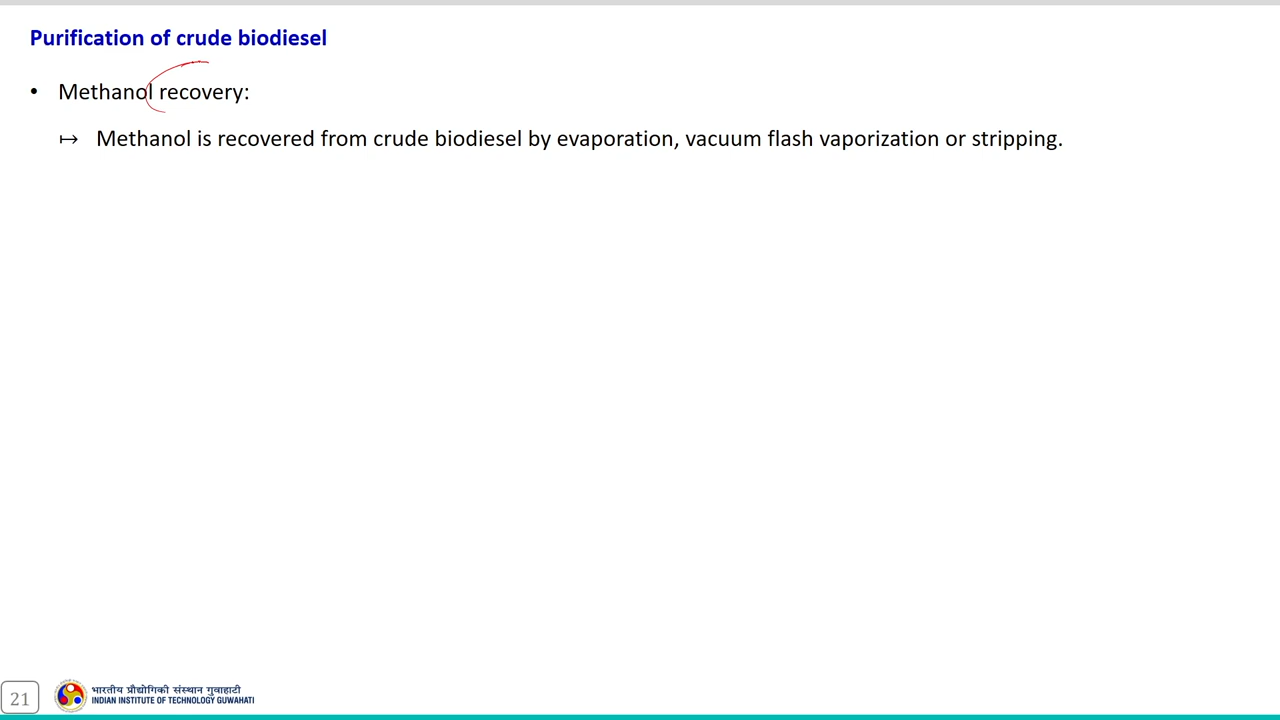 Purification of crude biodiesel
• Methanol recovery:
↦ Methanol is recovered from crude biodiesel by evaporation, vacuum flash vaporization or stripping.
21
भारतीय प्रौद्योगिकी संस्थान गुवाहाटी
INDIAN INSTITUTE OF TECHNOLOGY GUWAHATI